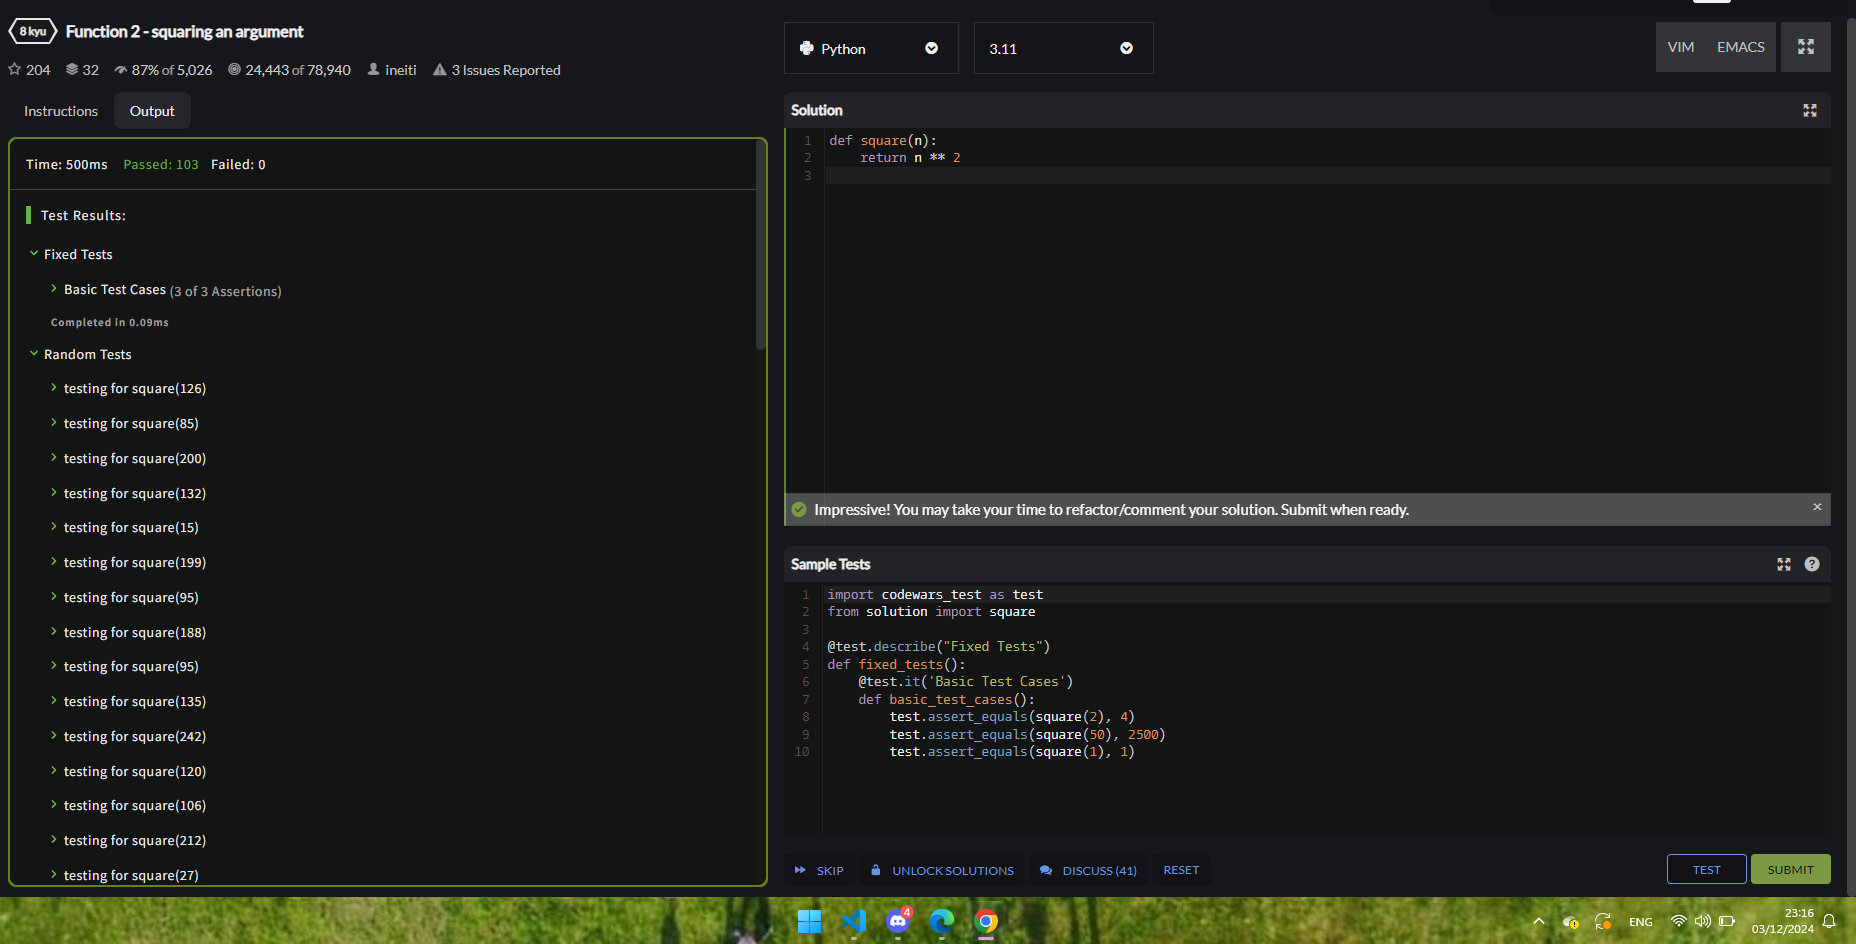 8 kyu Function 2 - squaring an argument
204 32 87% of 5,026 24,443 of 78,940 ineiti 3 Issues Reported
Instructions Output
Time: 500ms Passed: 103 Failed: 0
Test Results:
Fixed Tests
Basic Test Cases (3 of 3 Assertions)
Completed in 0.09ms
Random Tests
testing for square(126)
testing for square(85)
testing for square(200)
testing for square(132)
testing for square(15)
testing for square(199)
testing for square(95)
testing for square(188)
testing for square(95)
testing for square(135)
testing for square(242)
testing for square(120)
testing for square(106)
testing for square(212)
testing for square(27)
Python 3.11 VIM EMACS
Solution
1 def square(n):
2 return n ** 2
3
Impressive! You may take your time to refactor/comment your solution. Submit when ready. ×
Sample Tests ?
1 import codewars_test as test
2 from solution import square
3
4 @test.describe("Fixed Tests")
5 def fixed_tests():
6 @test.it('Basic Test Cases')
7 def basic_test_cases():
8 test.assert_equals(square(2), 4)
9 test.assert_equals(square(50), 2500)
10 test.assert_equals(square(1), 1)
SKIP UNLOCK SOLUTIONS DISCUSS (41) RESET TEST SUBMIT
4
ENG 23:16
03/12/2024